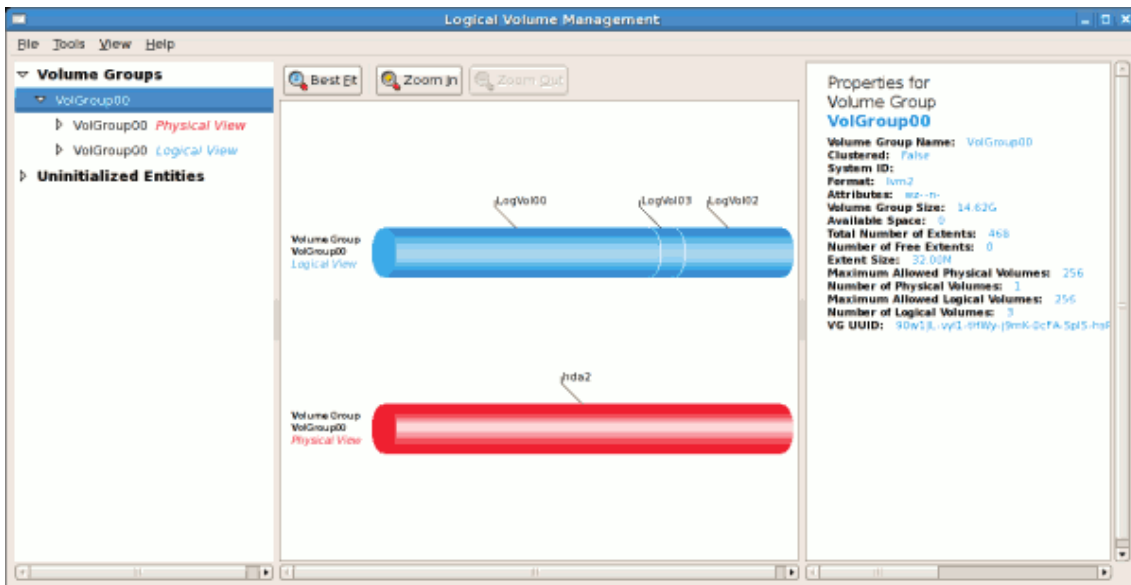 Logical Volume Management
File Tools View Help
Volume Groups
VolGroup00
VolGroup00 Physical View
VolGroup00 Logical View
Uninitialized Entities
Best Fit Zoom In Zoom Out
LogVol00 LogVol03 LogVol02
Volume Group
VolGroup00
Logical View
hda2
Volume Group
VolGroup00
Physical View
Properties for
Volume Group
VolGroup00
Volume Group Name: VolGroup00
Clustered: False
System ID:
Format: lvm2
Attributes: wz--n-
Volume Group Size: 14.62G
Available Space: 0
Total Number of Extents: 468
Number of Free Extents: 0
Extent Size: 32.00M
Maximum Allowed Physical Volumes: 256
Number of Physical Volumes: 1
Maximum Allowed Logical Volumes: 256
Number of Logical Volumes: 3
VG UUID: